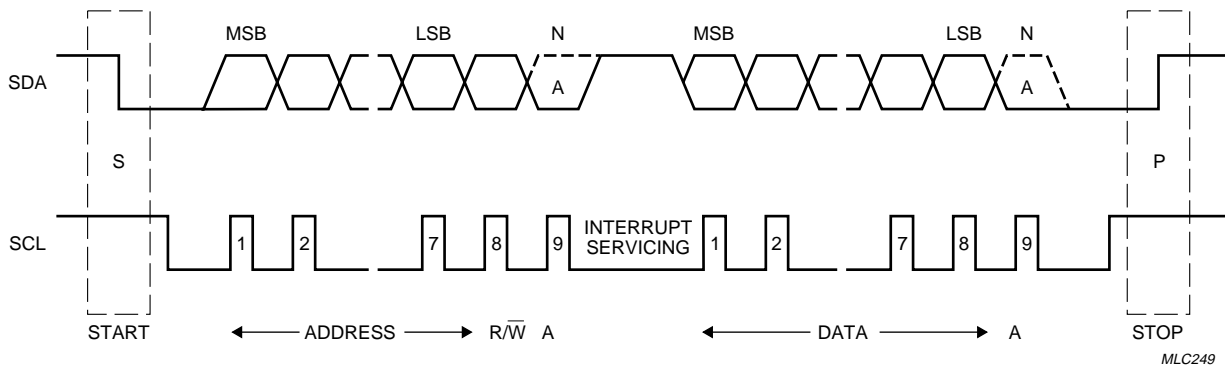 MSB LSB N MSB LSB N
SDA A A
S P
SCL 1 2 7 8 9 INTERRUPT SERVICING 1 2 7 8 9
START ADDRESS R/W̅ A DATA A STOP
MLC249